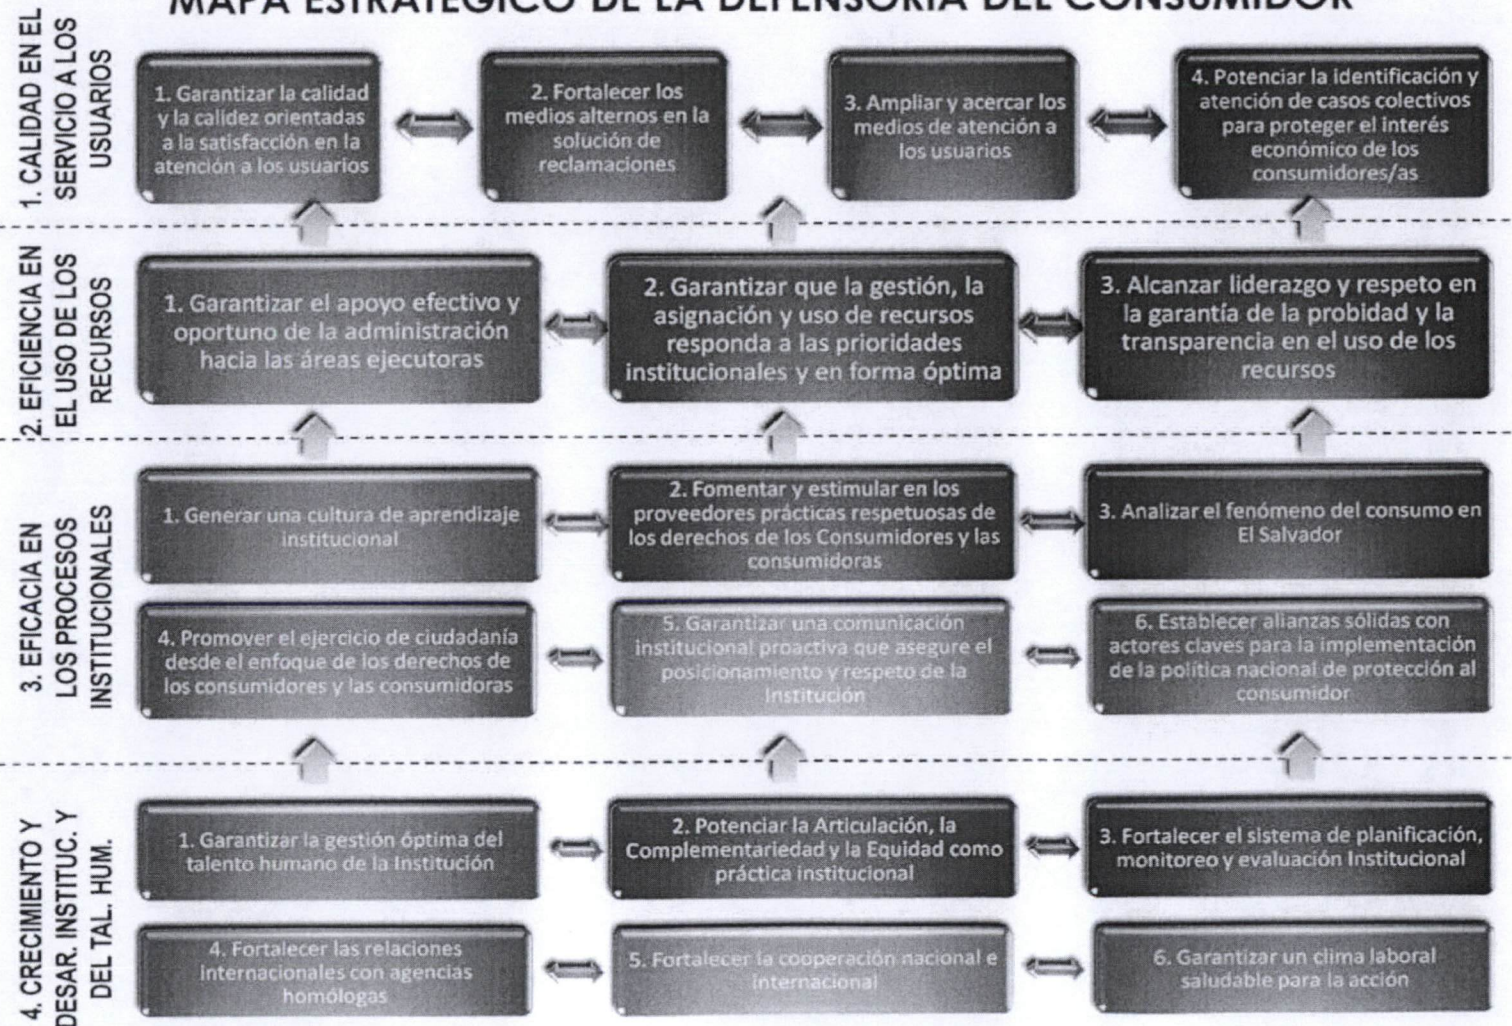 MAPA ESTRATÉGICO DE LA DEFENSORÍA DEL CONSUMIDOR
1. CALIDAD EN EL
SERVICIO A LOS
USUARIOS
1. Garantizar la calidad
y la calidez orientadas
a la satisfacción en la
atención a los usuarios
2. Fortalecer los
medios alternos en la
solución de
reclamaciones
3. Ampliar y acercar los
medios de atención a
los usuarios
4. Potenciar la identificación y
atención de casos colectivos
para proteger el interés
económico de los
consumidores/as
2. EFICIENCIA EN
EL USO DE LOS
RECURSOS
1. Garantizar el apoyo efectivo y
oportuno de la administración
hacia las áreas ejecutoras
2. Garantizar que la gestión, la
asignación y uso de recursos
responda a las prioridades
institucionales y en forma óptima
3. Alcanzar liderazgo y respeto en
la garantía de la probidad y la
transparencia en el uso de los
recursos
3. EFICACIA EN
LOS PROCESOS
INSTITUCIONALES
1. Generar una cultura de aprendizaje
institucional
2. Fomentar y estimular en los
proveedores prácticas respetuosas de
los derechos de los Consumidores y las
consumidoras
3. Analizar el fenómeno del consumo en
El Salvador
4. Promover el ejercicio de ciudadanía
desde el enfoque de los derechos de
los consumidores y las consumidoras
5. Garantizar una comunicación
institucional proactiva que asegure el
posicionamiento y respeto de la
Institución
6. Establecer alianzas sólidas con
actores claves para la implementación
de la política nacional de protección al
consumidor
4. CRECIMIENTO Y
DESAR. INSTITUC. Y
DEL TAL. HUM.
1. Garantizar la gestión óptima del
talento humano de la Institución
2. Potenciar la Articulación, la
Complementariedad y la Equidad como
práctica institucional
3. Fortalecer el sistema de planificación,
monitoreo y evaluación Institucional
4. Fortalecer las relaciones
internacionales con agencias
homólogas
5. Fortalecer la cooperación nacional e
internacional
6. Garantizar un clima laboral
saludable para la acción